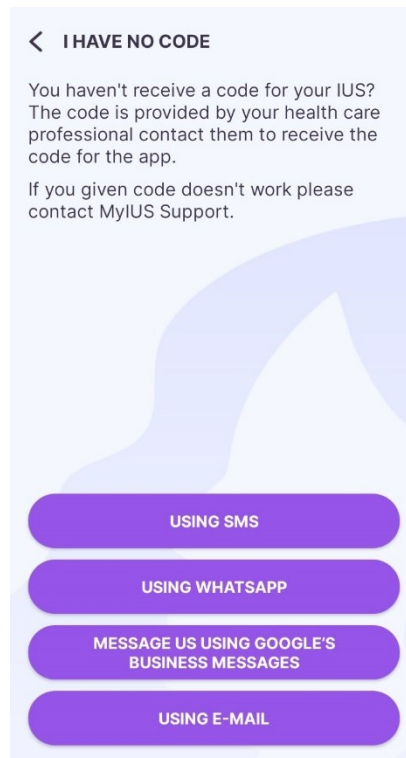 I HAVE NO CODE
You haven't receive a code for your IUS?
The code is provided by your health care
professional contact them to receive the
code for the app.
If you given code doesn't work please
contact MyIUS Support.
USING SMS
USING WHATSAPP
MESSAGE US USING GOOGLE’S
BUSINESS MESSAGES
USING E-MAIL